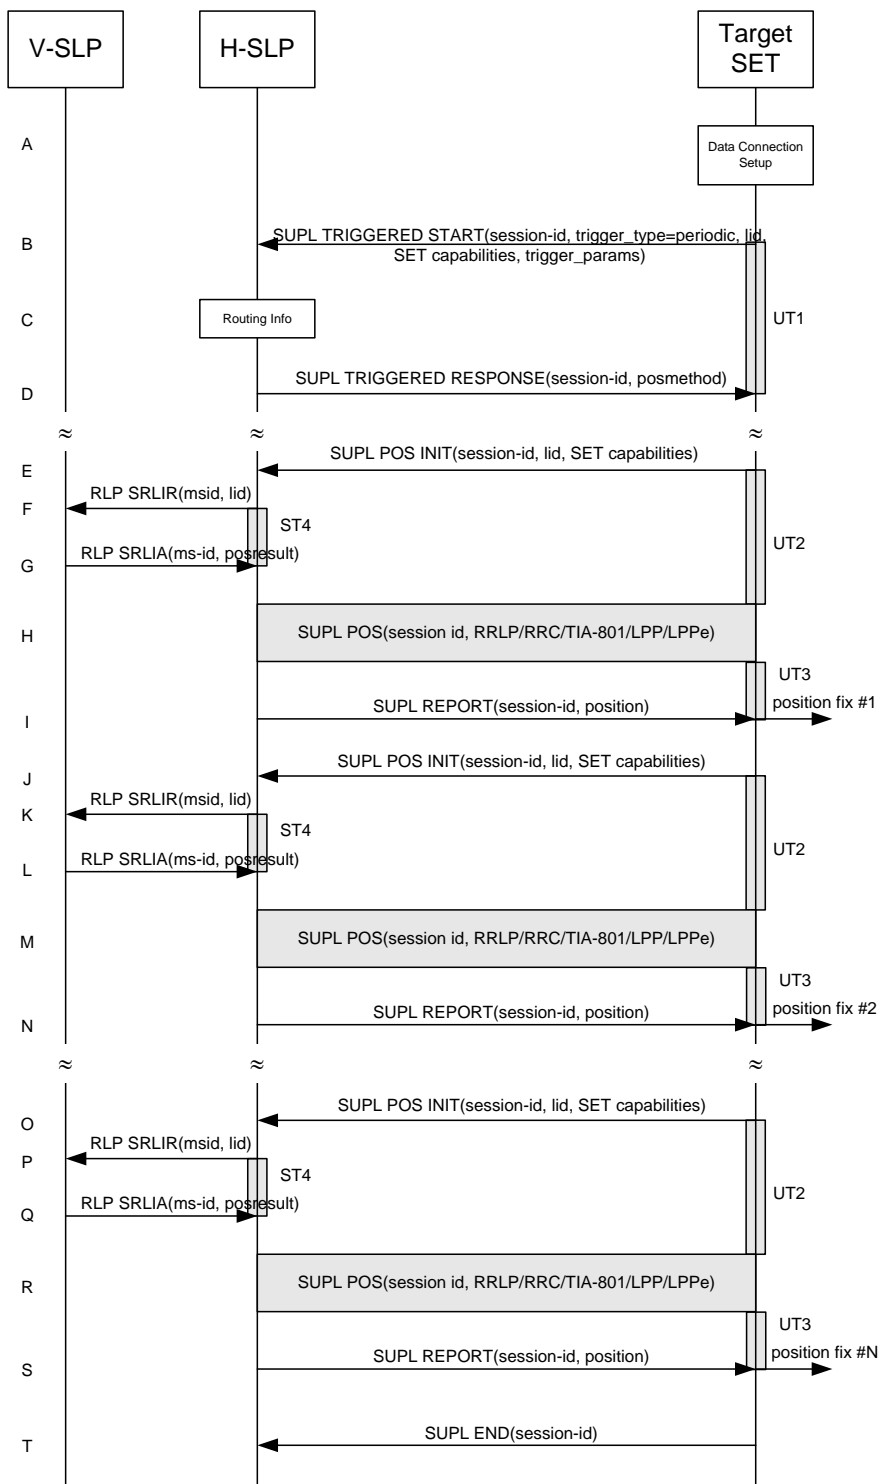 V-SLP
H-SLP
Target
SET
A
Data Connection
Setup
B
SUPL TRIGGERED START(session-id, trigger_type=periodic, lid,
SET capabilities, trigger_params)
C
Routing Info
UT1
D
SUPL TRIGGERED RESPONSE(session-id, posmethod)
≈ ≈ ≈
E
SUPL POS INIT(session-id, lid, SET capabilities)
F
RLP SRLIR(msid, lid)
ST4
UT2
G
RLP SRLIA(ms-id, posresult)
H
SUPL POS(session id, RRLP/RRC/TIA-801/LPP/LPPe)
UT3
I
SUPL REPORT(session-id, position)
position fix #1
J
SUPL POS INIT(session-id, lid, SET capabilities)
K
RLP SRLIR(msid, lid)
ST4
UT2
L
RLP SRLIA(ms-id, posresult)
M
SUPL POS(session id, RRLP/RRC/TIA-801/LPP/LPPe)
UT3
N
SUPL REPORT(session-id, position)
position fix #2
≈ ≈ ≈
O
SUPL POS INIT(session-id, lid, SET capabilities)
P
RLP SRLIR(msid, lid)
ST4
UT2
Q
RLP SRLIA(ms-id, posresult)
R
SUPL POS(session id, RRLP/RRC/TIA-801/LPP/LPPe)
UT3
S
SUPL REPORT(session-id, position)
position fix #N
T
SUPL END(session-id)